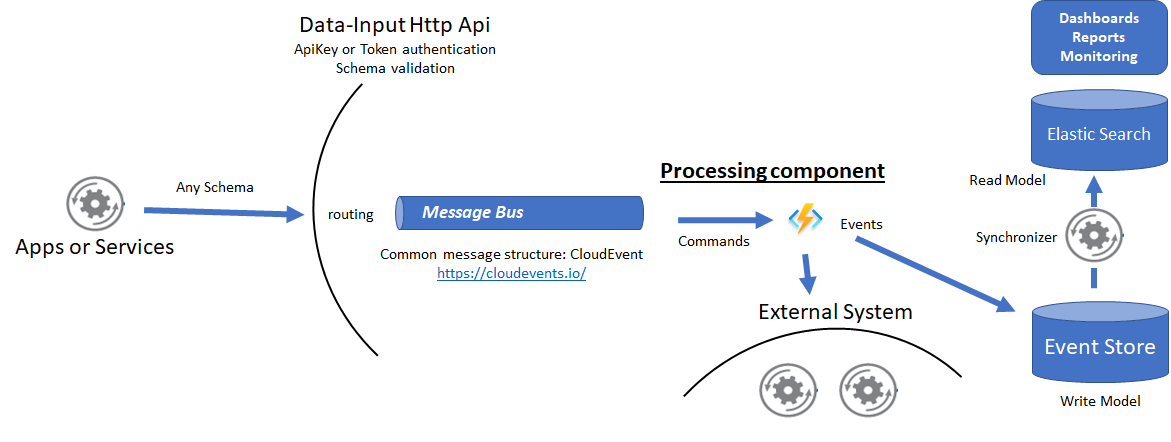 Data-Input Http Api
ApiKey or Token authentication
Schema validation
Dashboards
Reports
Monitoring
Elastic Search
Any Schema
Apps or Services
routing
Message Bus
Common message structure: CloudEvent
https://cloudevents.io/
Processing component
Commands
Events
Read Model
Synchronizer
External System
Event Store
Write Model